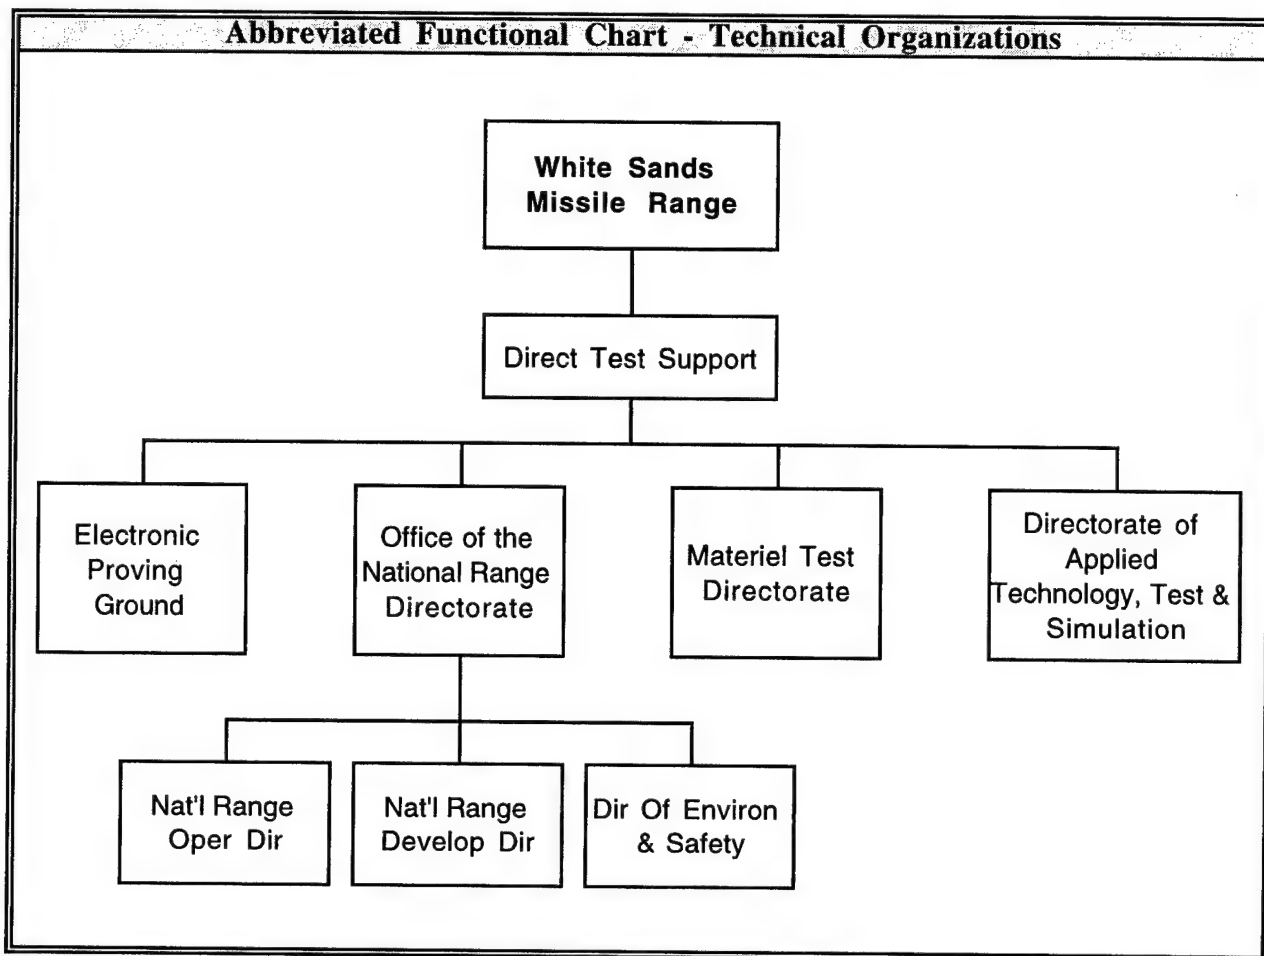 Abbreviated Functional Chart - Technical Organizations
White Sands
Missile Range
Direct Test Support
Electronic
Proving
Ground
Office of the
National Range
Directorate
Materiel Test
Directorate
Directorate of
Applied
Technology, Test &
Simulation
Nat'l Range
Oper Dir
Nat'l Range
Develop Dir
Dir Of Environ
& Safety